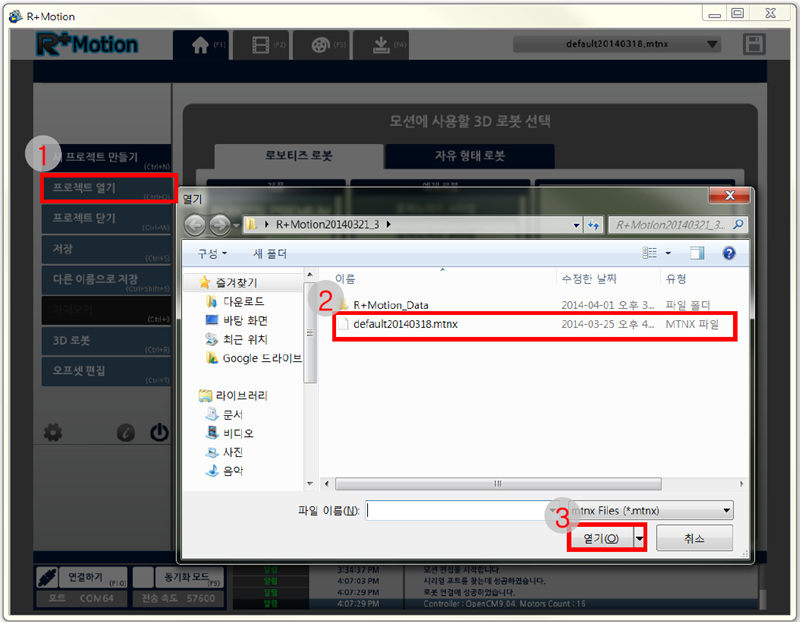 R+Motion
R+Motion
(F1)
(F2)
(F3)
(F4)
default20140318.mtnx
모션에 사용할 3D 로봇 선택
로보티즈 로봇
자유 형태 로봇
1
프로젝트 만들기
(Ctrl+N)
프로젝트 열기
(Ctrl+O)
프로젝트 닫기
(Ctrl+W)
저장
(Ctrl+S)
다른 이름으로 저장
(Ctrl+Shift+S)
3D 로봇
(Ctrl+R)
오프셋 편집
(Ctrl+T)
열기
R+Motion20140321_3
R+Motion20140321_3...
구성
새 폴더
즐겨찾기
다운로드
바탕 화면
최근 위치
Google 드라이브
라이브러리
문서
비디오
사진
음악
이름
수정한 날짜
유형
2
R+Motion_Data
2014-04-01 오후 3...
파일 폴더
default20140318.mtnx
2014-03-25 오후 4...
MTNX 파일
파일 이름(N):
mtnx Files (*.mtnx)
3
열기(O)
취소
연결하기
(F10)
동기화 모드
(F9)
포트 COM64
전송 속도 57600
알림 3:34:37 PM 모션 편집을 시작합니다.
알림 4:07:03 PM 시리얼 포트를 찾는데 성공하였습니다.
알림 4:07:29 PM 로봇 연결에 성공하였습니다.
알림 4:07:29 PM Controller : OpenCM9.04, Motors Count : 16